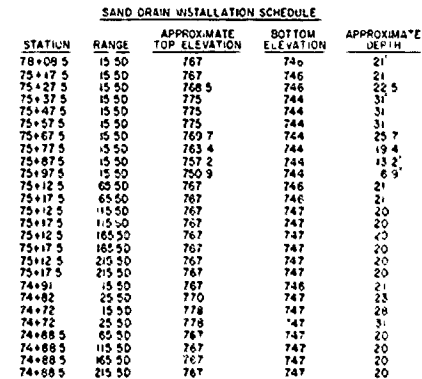 SAND DRAIN INSTALLATION SCHEDULE
STATION RANGE APPROXIMATE TOP ELEVATION BOTTOM ELEVATION APPROXIMATE DEPTH
78+08 5 15 50 767 746 21'
75+17 5 15 50 767 746 21
75+27 5 15 50 768 5 746 22 5
75+37 5 15 50 775 744 31'
75+47 5 15 50 775 744 31
75+57 5 15 50 775 744 31
75+67 5 15 50 769 7 744 25 7
75+77 5 15 50 763 4 744 19 4
75+87 5 15 50 757 2 744 13 2'
75+97 5 15 50 750 9 744 6 9'
75+12 5 65 50 767 746 21
75+17 5 65 50 767 746 21
75+12 5 115 50 767 747 20
75+17 5 115 50 767 747 20
75+12 5 165 50 767 747 20
75+17 5 165 50 767 747 20
75+12 5 215 50 767 747 20
75+17 5 215 50 767 747 20
74+91 15 50 767 746 21
74+82 25 50 770 747 23
74+72 15 50 778 747 28
74+72 25 50 778 747 31
74+88 5 65 50 767 747 20
74+88 5 115 50 767 747 20
74+88 5 165 50 767 747 20
74+88 5 215 50 767 747 20